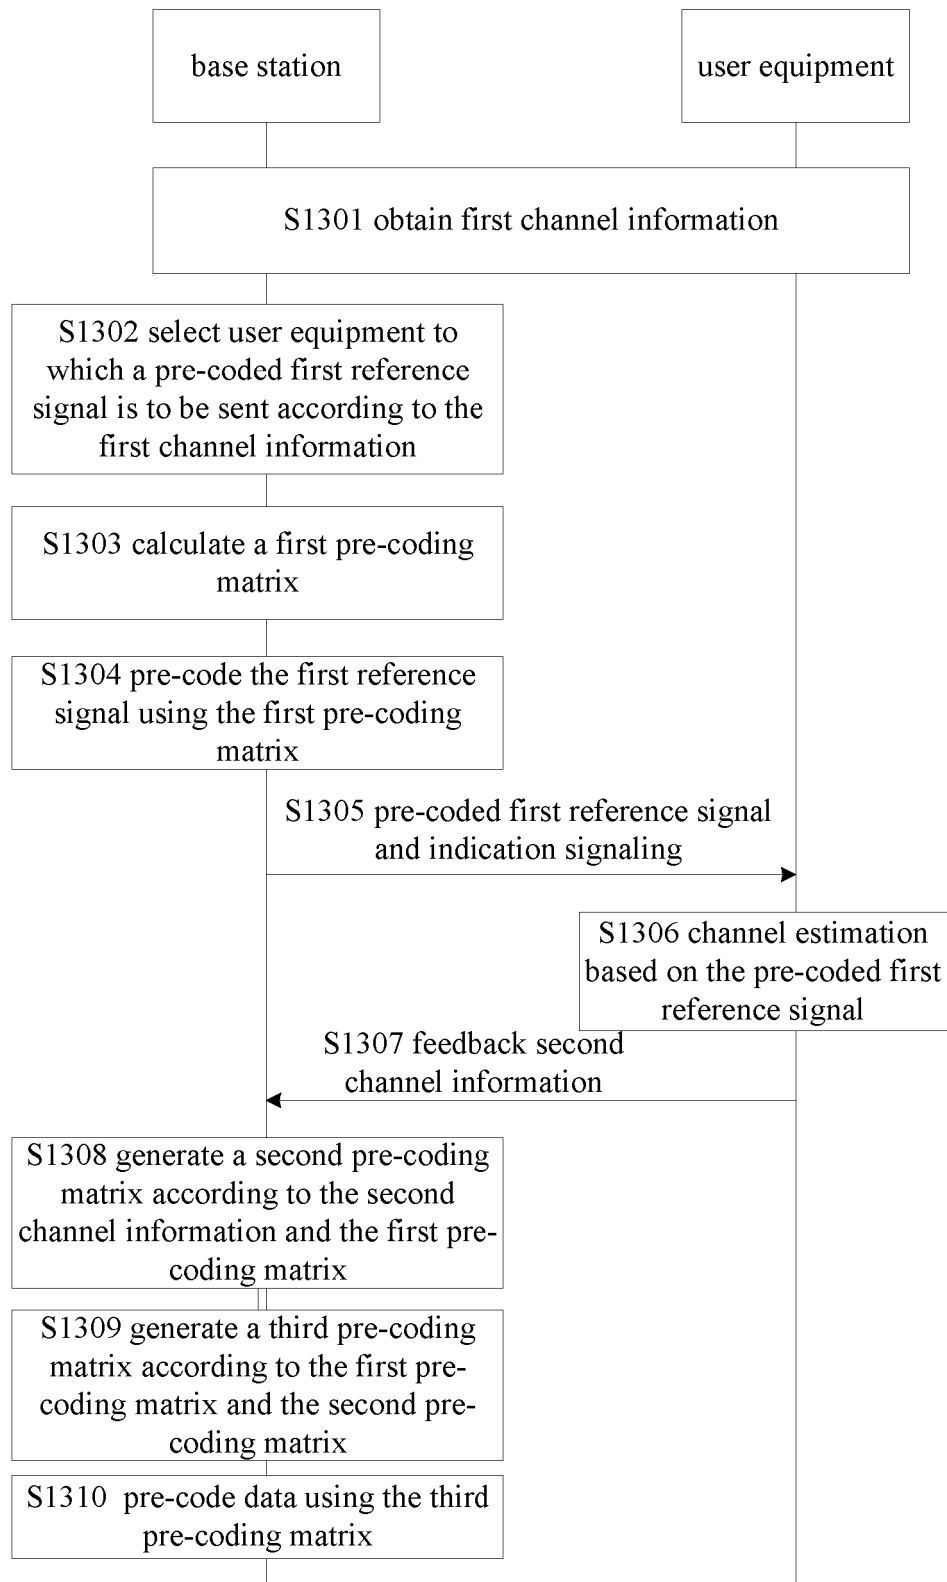 base station
user equipment
S1301 obtain first channel information
S1302 select user equipment to
which a pre-coded first reference
signal is to be sent according to the
first channel information
S1303 calculate a first pre-coding
matrix
S1304 pre-code the first reference
signal using the first pre-coding
matrix
S1305 pre-coded first reference signal
and indication signaling
S1306 channel estimation
based on the pre-coded first
reference signal
S1307 feedback second
channel information
S1308 generate a second pre-coding
matrix according to the second
channel information and the first pre-
coding matrix
S1309 generate a third pre-coding
matrix according to the first pre-
coding matrix and the second pre-
coding matrix
S1310  pre-code data using the third
pre-coding matrix